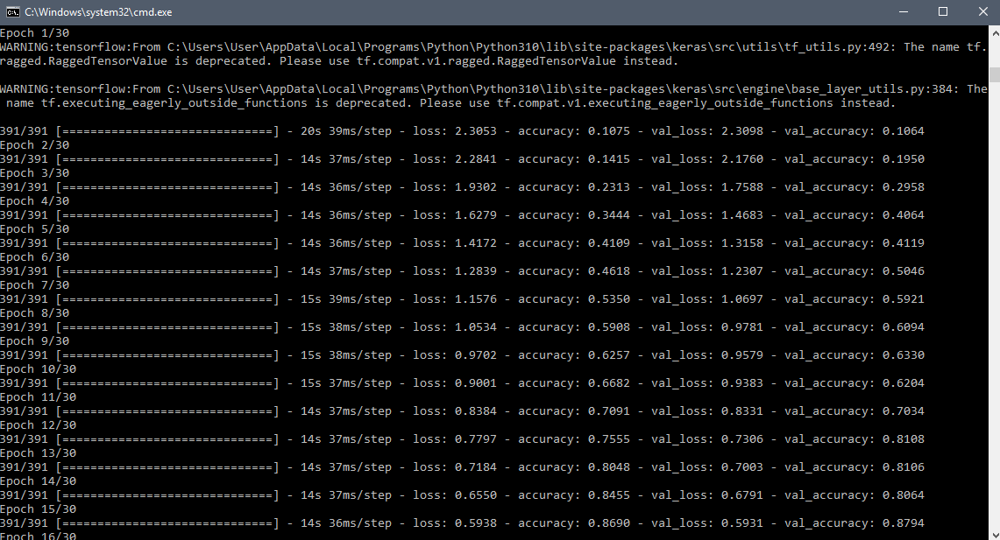 C:\Windows\system32\cmd.exe
Epoch 1/30
WARNING:tensorflow:From C:\Users\User\AppData\Local\Programs\Python\Python310\lib\site-packages\keras\src\utils\tf_utils.py:492: The name tf.
ragged.RaggedTensorValue is deprecated. Please use tf.compat.v1.ragged.RaggedTensorValue instead.
WARNING:tensorflow:From C:\Users\User\AppData\Local\Programs\Python\Python310\lib\site-packages\keras\src\engine\base_layer_utils.py:384: The
name tf.executing_eagerly_outside_functions is deprecated. Please use tf.compat.v1.executing_eagerly_outside_functions instead.
391/391 [==============================] - 20s 39ms/step - loss: 2.3053 - accuracy: 0.1075 - val_loss: 2.3098 - val_accuracy: 0.1064
Epoch 2/30
391/391 [==============================] - 14s 37ms/step - loss: 2.2841 - accuracy: 0.1415 - val_loss: 2.1760 - val_accuracy: 0.1950
Epoch 3/30
391/391 [==============================] - 14s 36ms/step - loss: 1.9302 - accuracy: 0.2313 - val_loss: 1.7588 - val_accuracy: 0.2958
Epoch 4/30
391/391 [==============================] - 14s 36ms/step - loss: 1.6279 - accuracy: 0.3444 - val_loss: 1.4683 - val_accuracy: 0.4064
Epoch 5/30
391/391 [==============================] - 14s 36ms/step - loss: 1.4172 - accuracy: 0.4109 - val_loss: 1.3158 - val_accuracy: 0.4119
Epoch 6/30
391/391 [==============================] - 14s 37ms/step - loss: 1.2839 - accuracy: 0.4618 - val_loss: 1.2307 - val_accuracy: 0.5046
Epoch 7/30
391/391 [==============================] - 15s 39ms/step - loss: 1.1576 - accuracy: 0.5350 - val_loss: 1.0697 - val_accuracy: 0.5921
Epoch 8/30
391/391 [==============================] - 15s 38ms/step - loss: 1.0534 - accuracy: 0.5908 - val_loss: 0.9781 - val_accuracy: 0.6094
Epoch 9/30
391/391 [==============================] - 15s 38ms/step - loss: 0.9702 - accuracy: 0.6257 - val_loss: 0.9579 - val_accuracy: 0.6330
Epoch 10/30
391/391 [==============================] - 15s 37ms/step - loss: 0.9001 - accuracy: 0.6682 - val_loss: 0.9383 - val_accuracy: 0.6204
Epoch 11/30
391/391 [==============================] - 14s 37ms/step - loss: 0.8384 - accuracy: 0.7091 - val_loss: 0.8331 - val_accuracy: 0.7034
Epoch 12/30
391/391 [==============================] - 14s 37ms/step - loss: 0.7797 - accuracy: 0.7555 - val_loss: 0.7306 - val_accuracy: 0.8108
Epoch 13/30
391/391 [==============================] - 14s 37ms/step - loss: 0.7184 - accuracy: 0.8048 - val_loss: 0.7003 - val_accuracy: 0.8106
Epoch 14/30
391/391 [==============================] - 14s 37ms/step - loss: 0.6550 - accuracy: 0.8455 - val_loss: 0.6791 - val_accuracy: 0.8064
Epoch 15/30
391/391 [==============================] - 14s 36ms/step - loss: 0.5938 - accuracy: 0.8690 - val_loss: 0.5931 - val_accuracy: 0.8794
Epoch 16/30